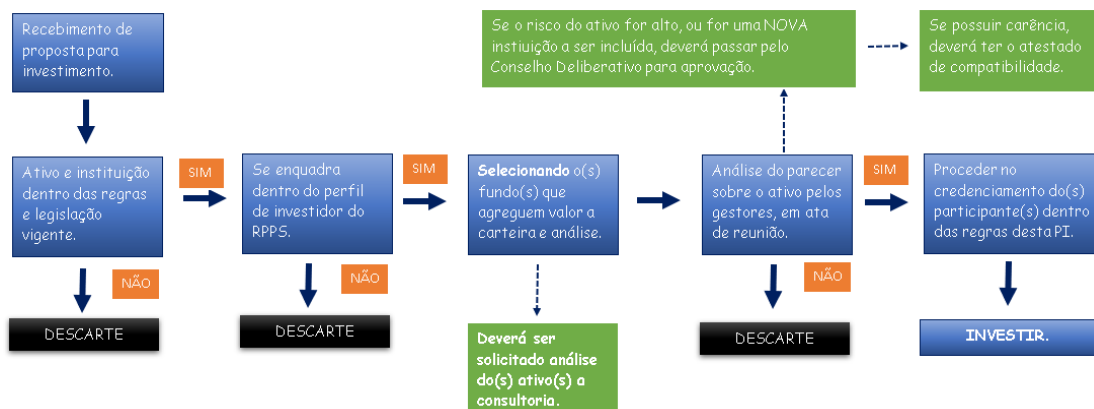 Recebimento de
proposta para
investimento.
Se o risco do ativo for alto, ou for uma NOVA
instiuição a ser incluída, deverá passar pelo
Conselho Deliberativo para aprovação.
Se possuir carência,
deverá ter o atestado
de compatibilidade.
Ativo e instituição
dentro das regras
e legislação
vigente.
SIM
Se enquadra
dentro do perfil
de investidor do
RPPS.
SIM
Selecionando o(s)
fundo(s) que
agreguem valor a
carteira e análise.
Análise do parecer
sobre o ativo pelos
gestores, em ata
de reunião.
SIM
Proceder no
credenciamento do(s)
participante(s) dentro
das regras desta PI.
NÃO
NÃO
NÃO
DESCARTE
DESCARTE
Deverá ser
solicitado análise
do(s) ativo(s) a
consultoria.
DESCARTE
INVESTIR.